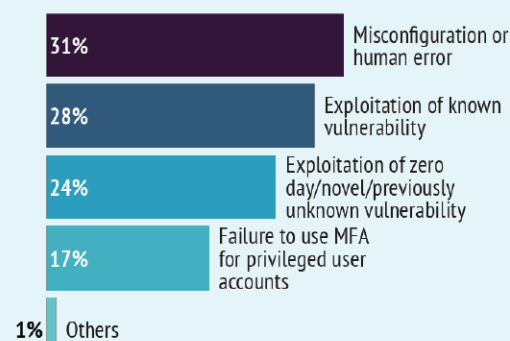 31%
Misconfiguration or
human error
28%
Exploitation of known
vulnerability
24%
Exploitation of zero
day/novel/previously
unknown vulnerability
17%
Failure to use MFA
for privileged user
accounts
1%
Others